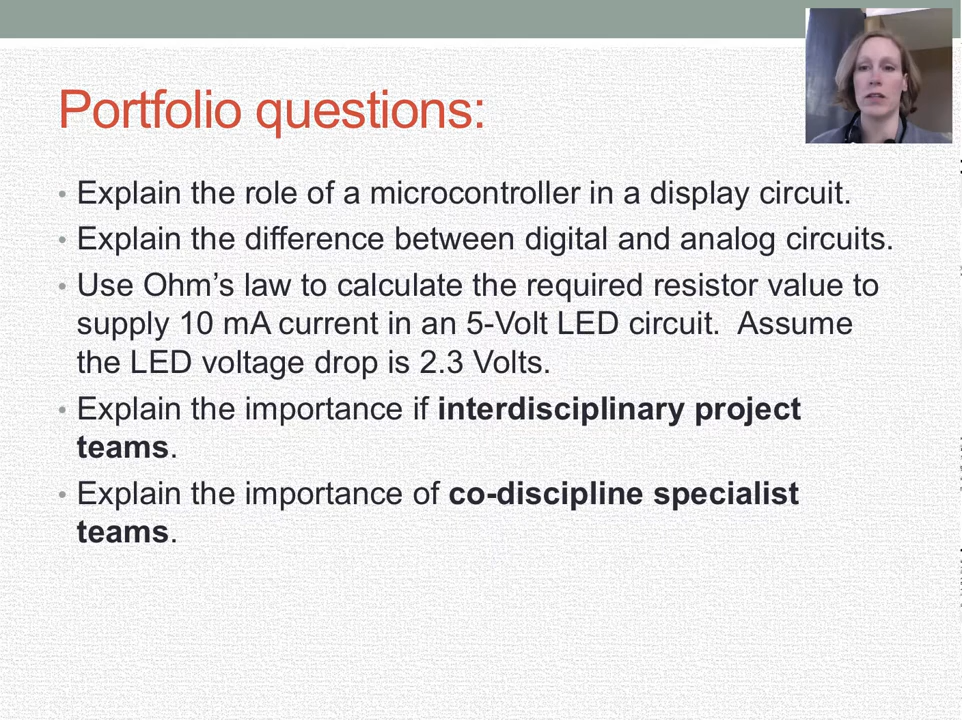 Portfolio questions:
• Explain the role of a microcontroller in a display circuit.
• Explain the difference between digital and analog circuits.
• Use Ohm's law to calculate the required resistor value to
supply 10 mA current in an 5-Volt LED circuit.  Assume
the LED voltage drop is 2.3 Volts.
• Explain the importance if interdisciplinary project
teams.
• Explain the importance of co-discipline specialist
teams.